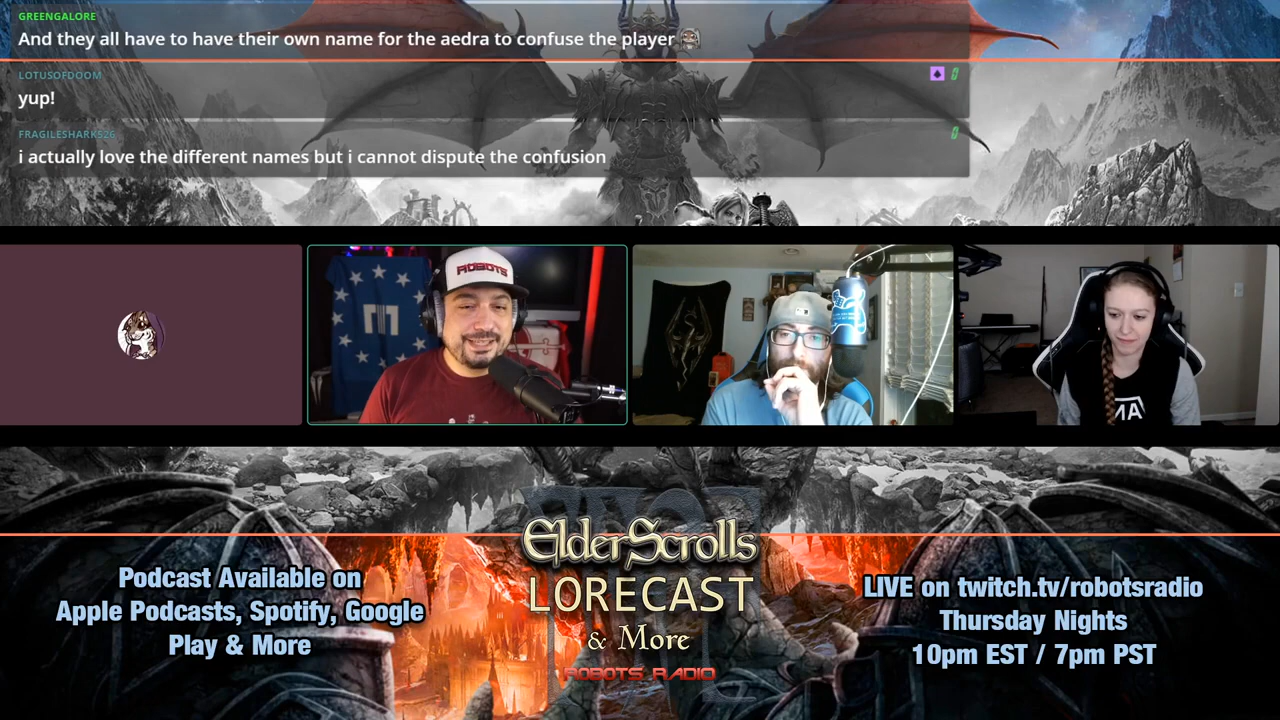 GREENGALORE
And they all have to have their own name for the aedra to confuse the player
LOTUSOFDOOM
yup!
FRAGILESHARK526
i actually love the different names but i cannot dispute the confusion
ROBOTS
MA
ElderScrolls
LORECAST
& More
ROBOTS RADIO
Podcast Available on
Apple Podcasts, Spotify, Google
Play & More
LIVE on twitch.tv/robotsradio
Thursday Nights
10pm EST / 7pm PST